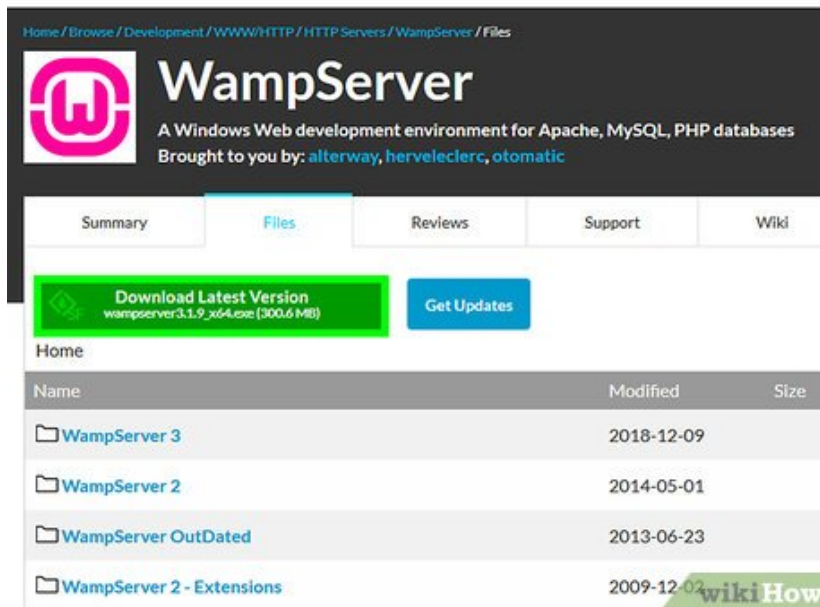 Home / Browse / Development / WWW/HTTP / HTTP Servers / WampServer / Files
WampServer
A Windows Web development environment for Apache, MySQL, PHP databases
Brought to you by: alterway, herveleclerc, otomatic
Summary Files Reviews Support Wiki
Download Latest Version
wampserver3.1.9_x64.exe (300.6 MB)
Get Updates
Home
Name Modified Size
WampServer 3 2018-12-09
WampServer 2 2014-05-01
WampServer OutDated 2013-06-23
WampServer 2 - Extensions 2009-12-02
wikiHow